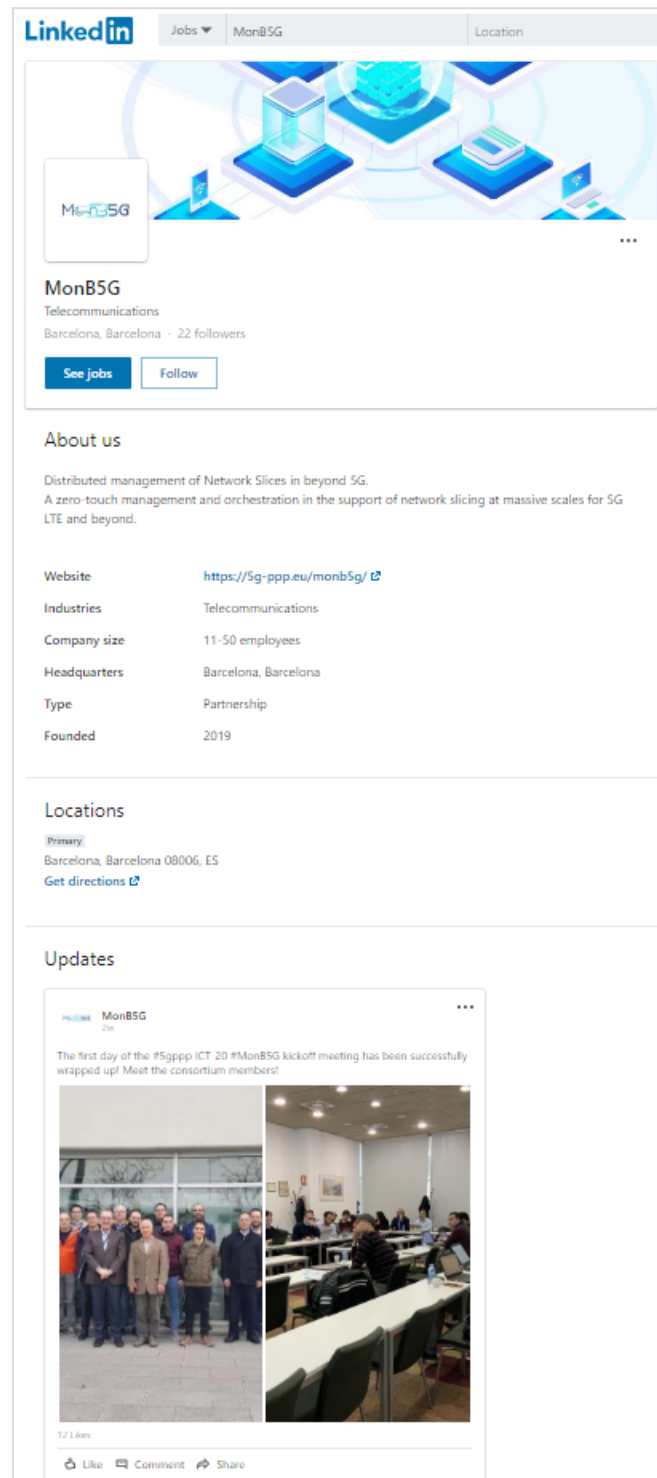 Linked in
Jobs MonB5G Location
MonB5G
MonB5G
Telecommunications
Barcelona, Barcelona · 22 followers
See jobs Follow
About us
Distributed management of Network Slices in beyond 5G.
A zero-touch management and orchestration in the support of network slicing at massive scales for 5G
LTE and beyond.
Website https://5g-ppp.eu/monb5g/
Industries Telecommunications
Company size 11-50 employees
Headquarters Barcelona, Barcelona
Type Partnership
Founded 2019
Locations
Primary
Barcelona, Barcelona 08006, ES
Get directions
Updates
MonB5G
2w
The first day of the #5gppp ICT-20 #MonB5G kickoff meeting has been successfully
wrapped up! Meet the consortium members!
12 Likes
Like Comment Share